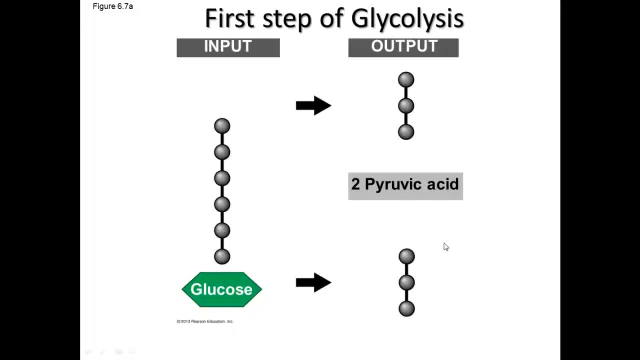 Figure 6.7a
First step of Glycolysis
INPUT
OUTPUT
2 Pyruvic acid
Glucose
© 2013 Pearson Education, Inc.